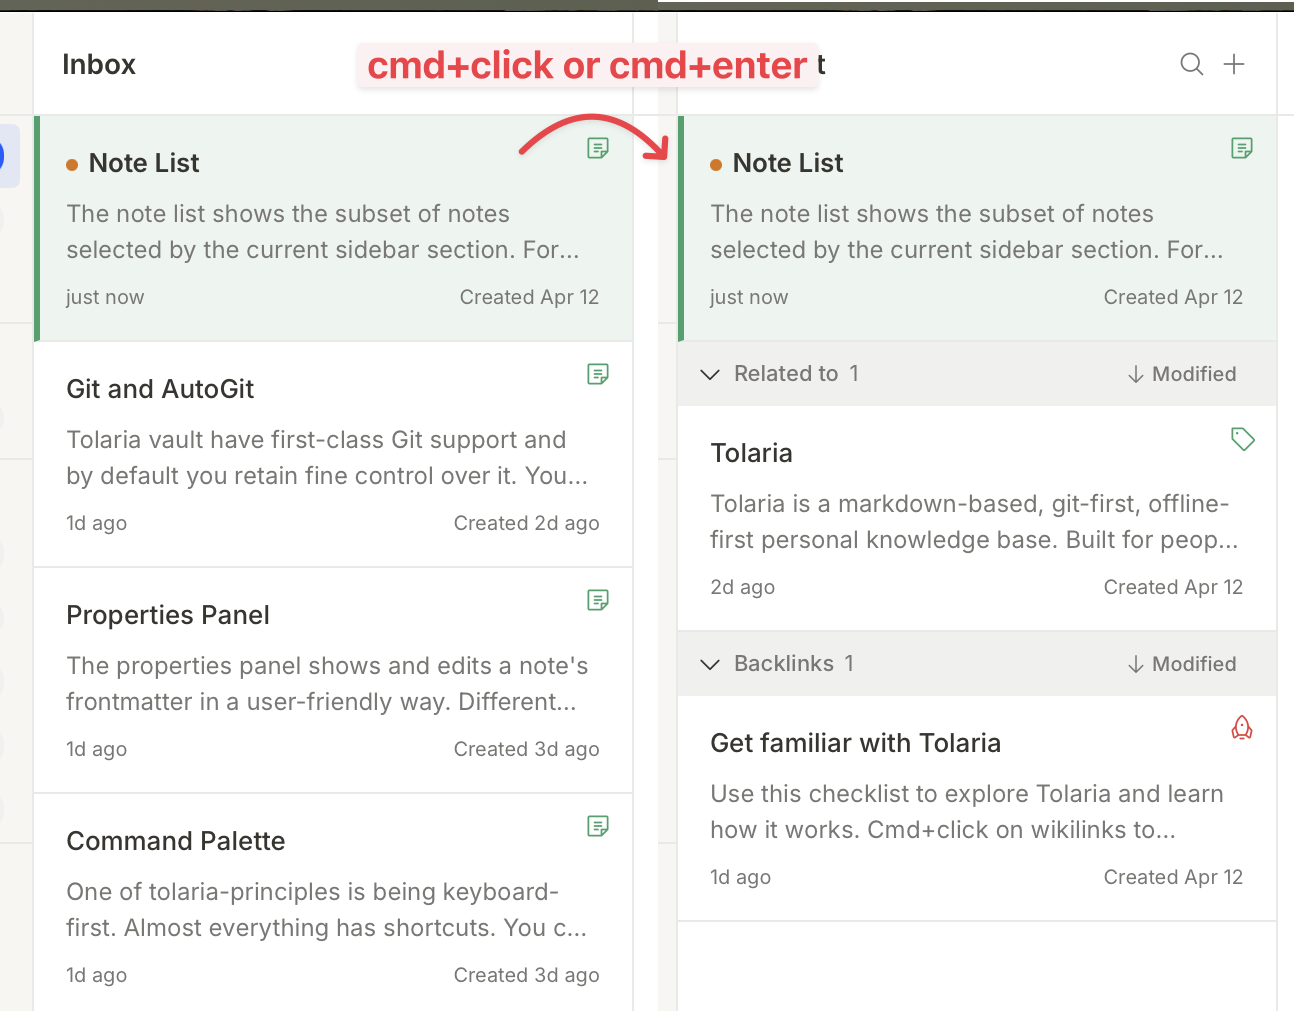 Inbox
cmd+click or cmd+enter
t
Note List
The note list shows the subset of notes
selected by the current sidebar section. For...
just now
Created Apr 12
Git and AutoGit
Tolaria vault have first-class Git support and
by default you retain fine control over it. You...
1d ago
Created 2d ago
Properties Panel
The properties panel shows and edits a note's
frontmatter in a user-friendly way. Different...
1d ago
Created 3d ago
Command Palette
One of tolaria-principles is being keyboard-
first. Almost everything has shortcuts. You c...
1d ago
Created 3d ago
Note List
The note list shows the subset of notes
selected by the current sidebar section. For...
just now
Created Apr 12
Related to 1
Modified
Tolaria
Tolaria is a markdown-based, git-first, offline-
first personal knowledge base. Built for peop...
2d ago
Created Apr 12
Backlinks 1
Modified
Get familiar with Tolaria
Use this checklist to explore Tolaria and learn
how it works. Cmd+click on wikilinks to...
1d ago
Created Apr 12